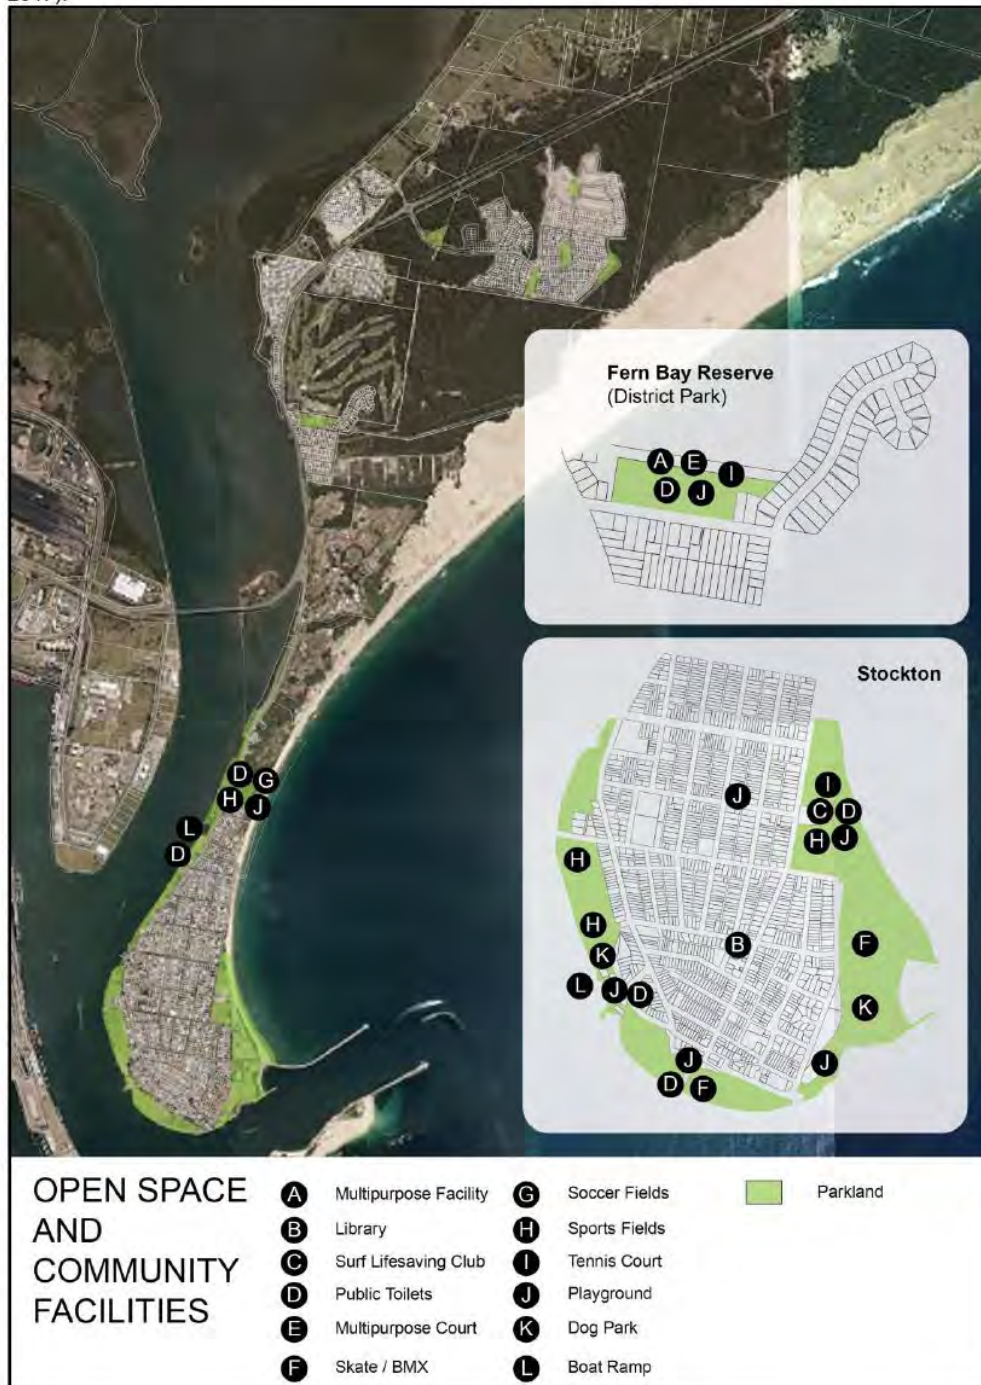 Fern Bay Reserve
(District Park)
A E I
D J
Stockton
D G
H J
L
D
J
I
C D
H J
H
H
B
F
K
L J D
K
J
J
D F
OPEN SPACE
AND
COMMUNITY
FACILITIES
A Multipurpose Facility
B Library
C Surf Lifesaving Club
D Public Toilets
E Multipurpose Court
F Skate / BMX
G Soccer Fields
H Sports Fields
I Tennis Court
J Playground
K Dog Park
L Boat Ramp
Parkland